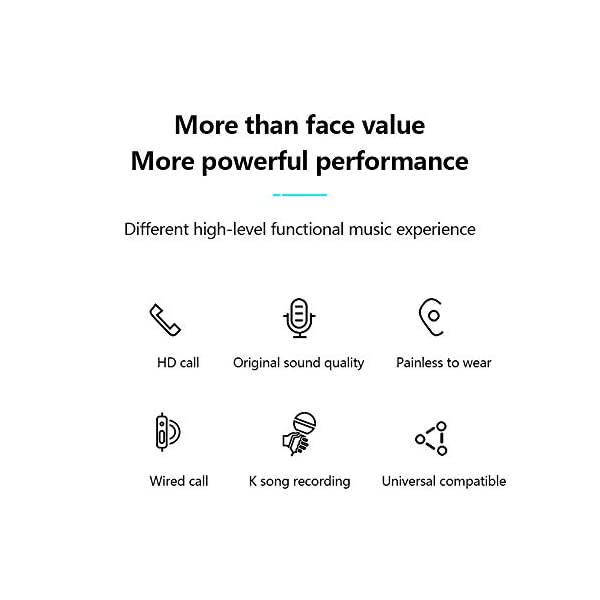 More than face value
More powerful performance
Different high-level functional music experience
HD call
Original sound quality
Painless to wear
Wired call
K song recording
Universal compatible